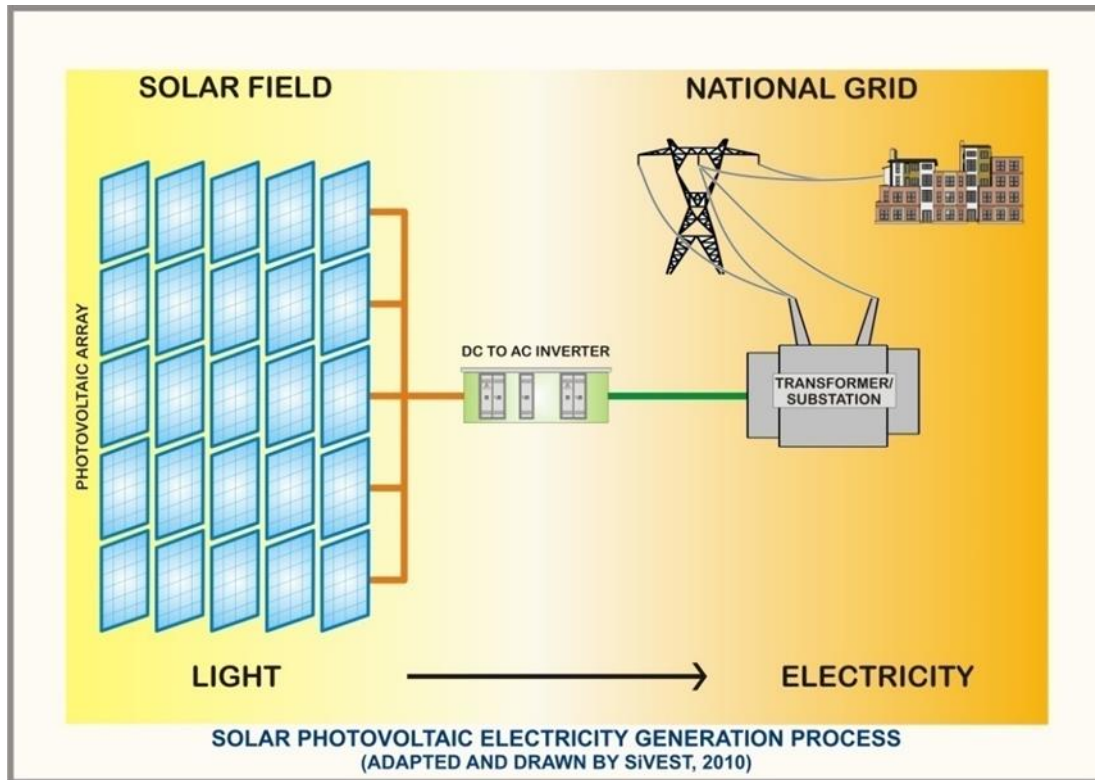 SOLAR FIELD
NATIONAL GRID
PHOTOVOLTAIC ARRAY
DC TO AC INVERTER
TRANSFORMER/
SUBSTATION
LIGHT
ELECTRICITY
SOLAR PHOTOVOLTAIC ELECTRICITY GENERATION PROCESS
(ADAPTED AND DRAWN BY SiVEST, 2010)